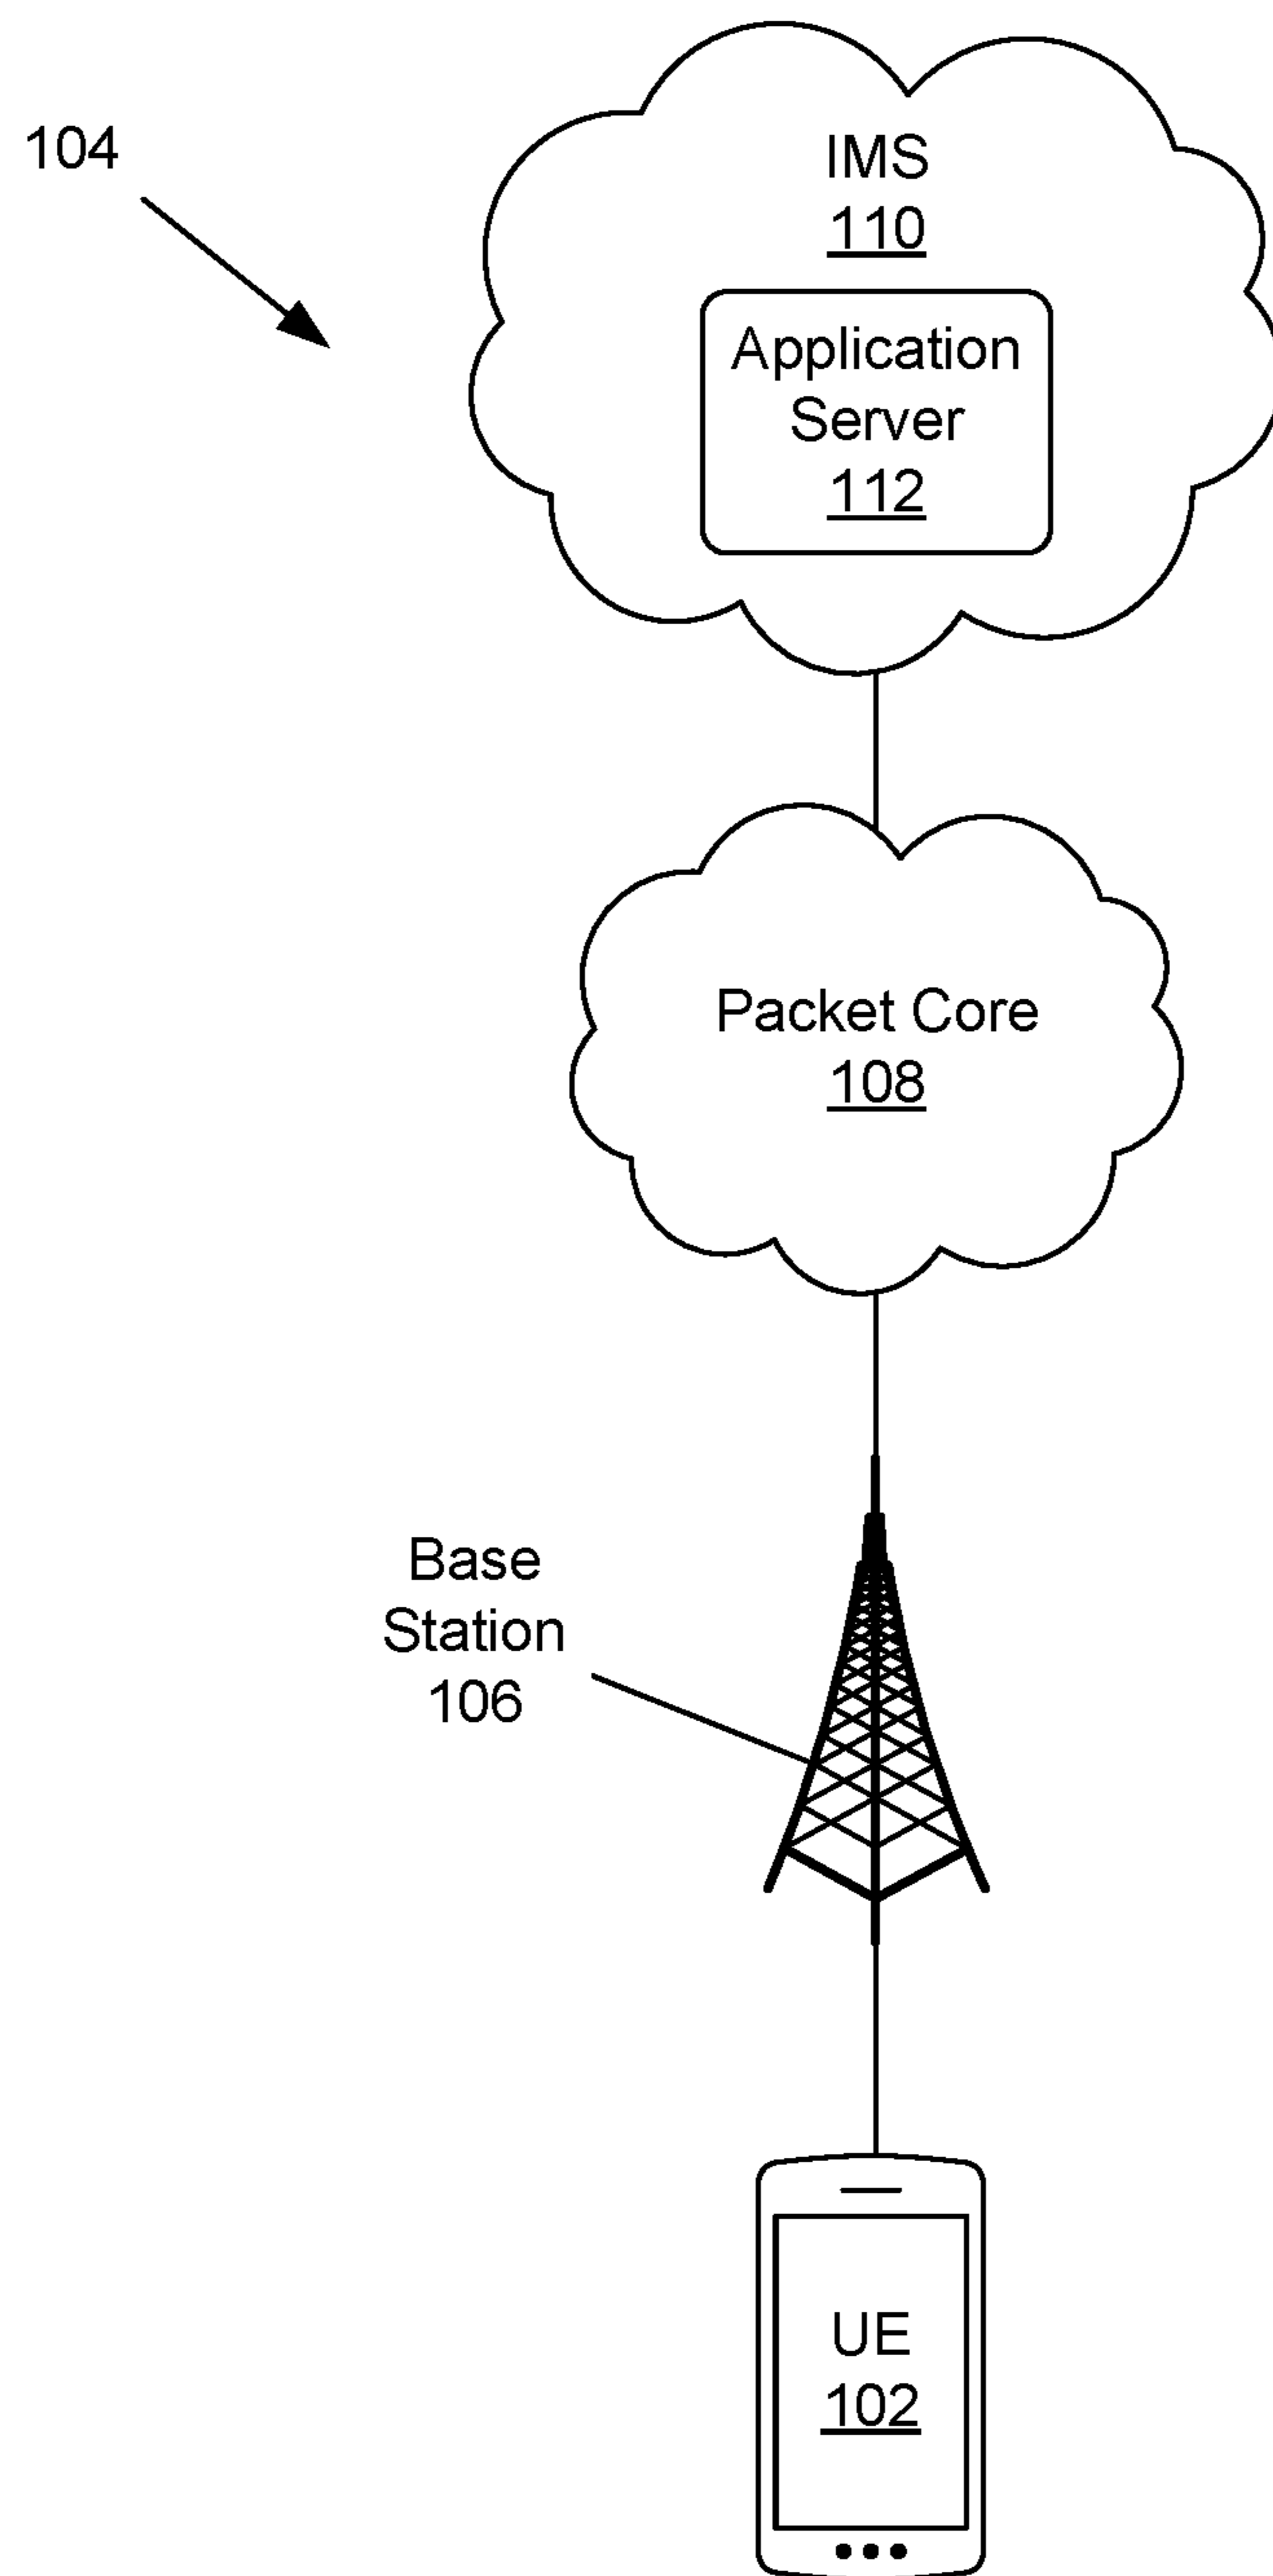 104
IMS
110
Application
Server
112
Packet Core
108
Base
Station
106
UE
102